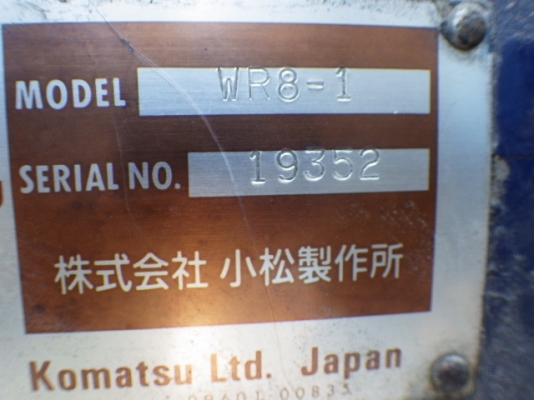 MODEL WR8-1
SERIAL NO. 19352
株式会社 小松製作所
Komatsu Ltd. Japan